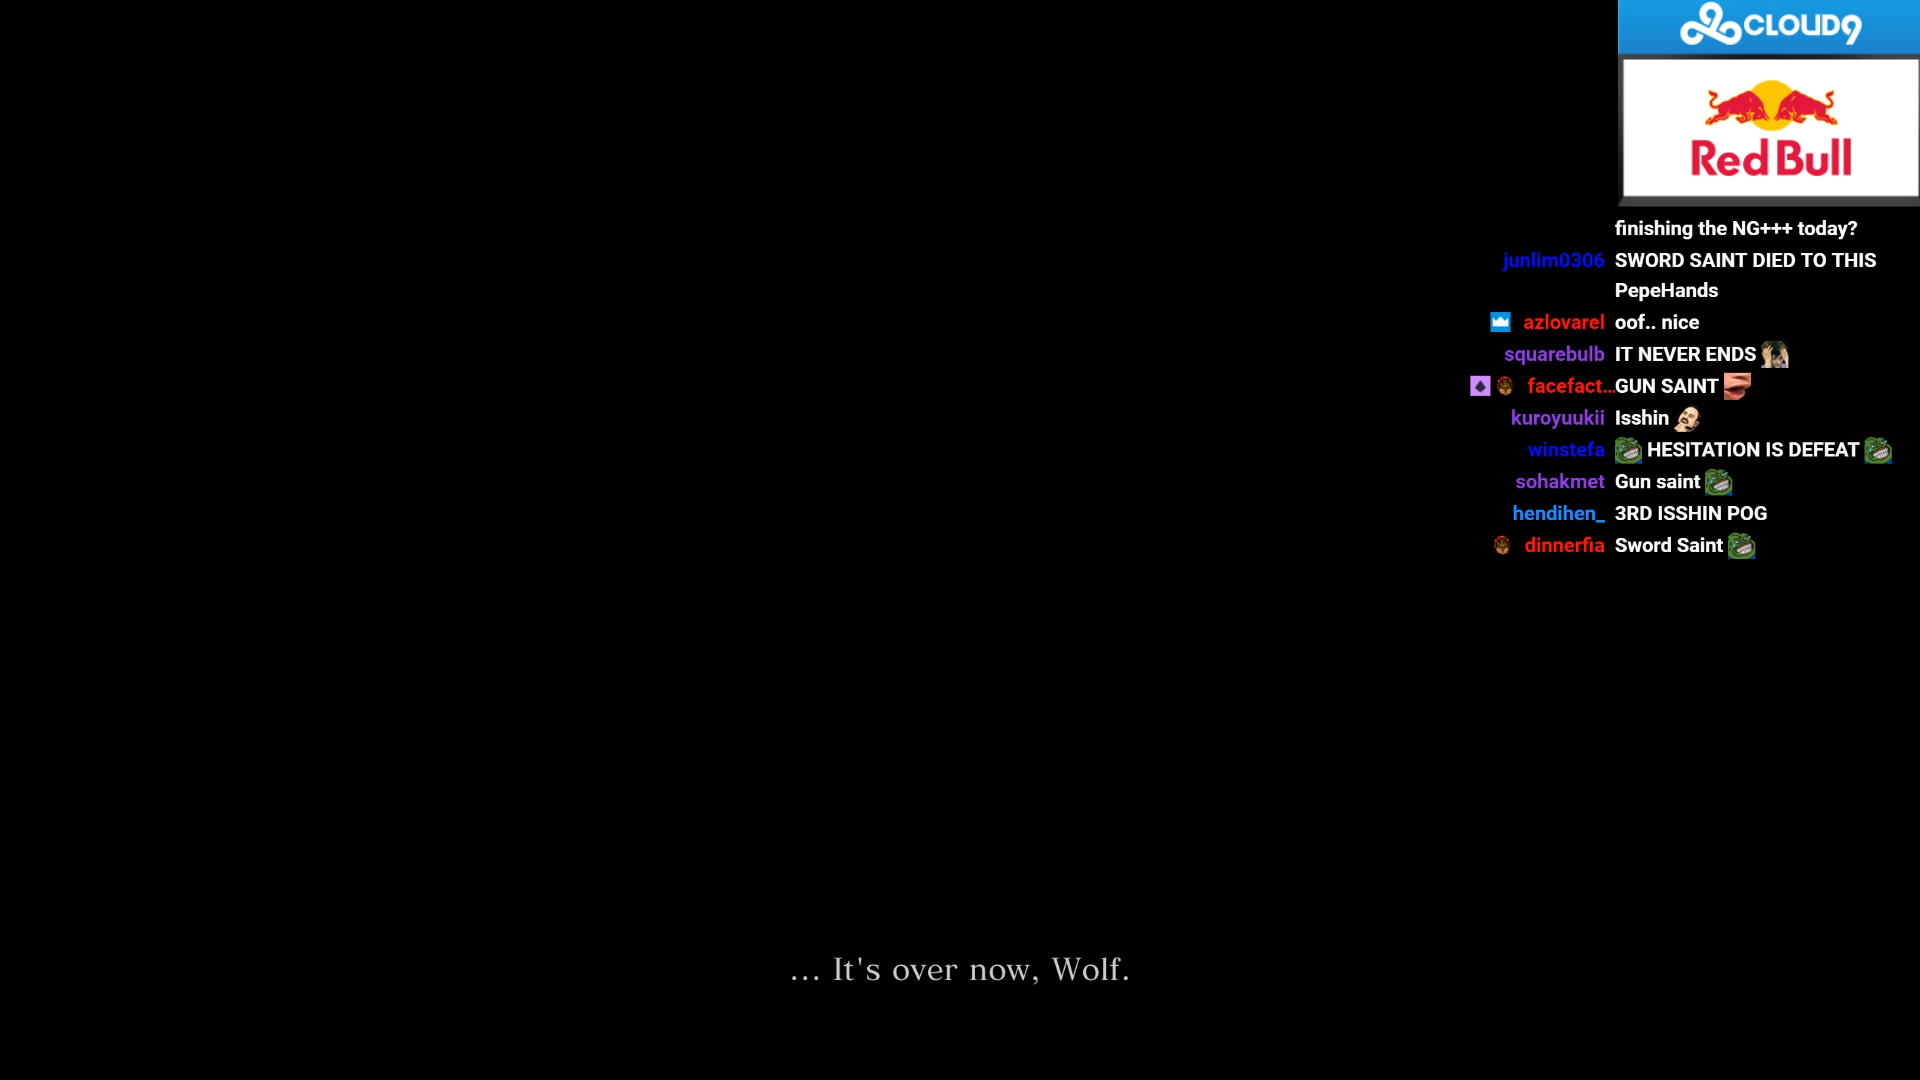 CLOUD9
Red Bull
finishing the NG+++ today?
junlim0306 SWORD SAINT DIED TO THIS
PepeHands
azlovarel oof.. nice
squarebulb IT NEVER ENDS
facefact... GUN SAINT
kuroyuukii Isshin
winstefa HESITATION IS DEFEAT
sohakmet Gun saint
hendihen_ 3RD ISSHIN POG
dinnerfia Sword Saint
... It's over now, Wolf.